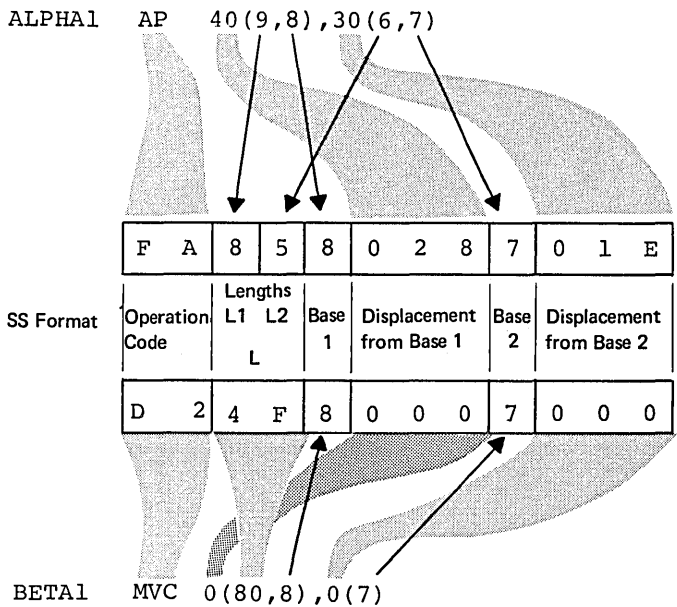 ALPHA1 AP 40(9,8),30(6,7)
F A 8 5 8 0 2 8 7 0 1 E
SS Format
Operation Code
Lengths
L1 L2
L
Base 1
Displacement from Base 1
Base 2
Displacement from Base 2
D 2 4 F 8 0 0 0 7 0 0 0
BETA1 MVC 0(80,8),0(7)